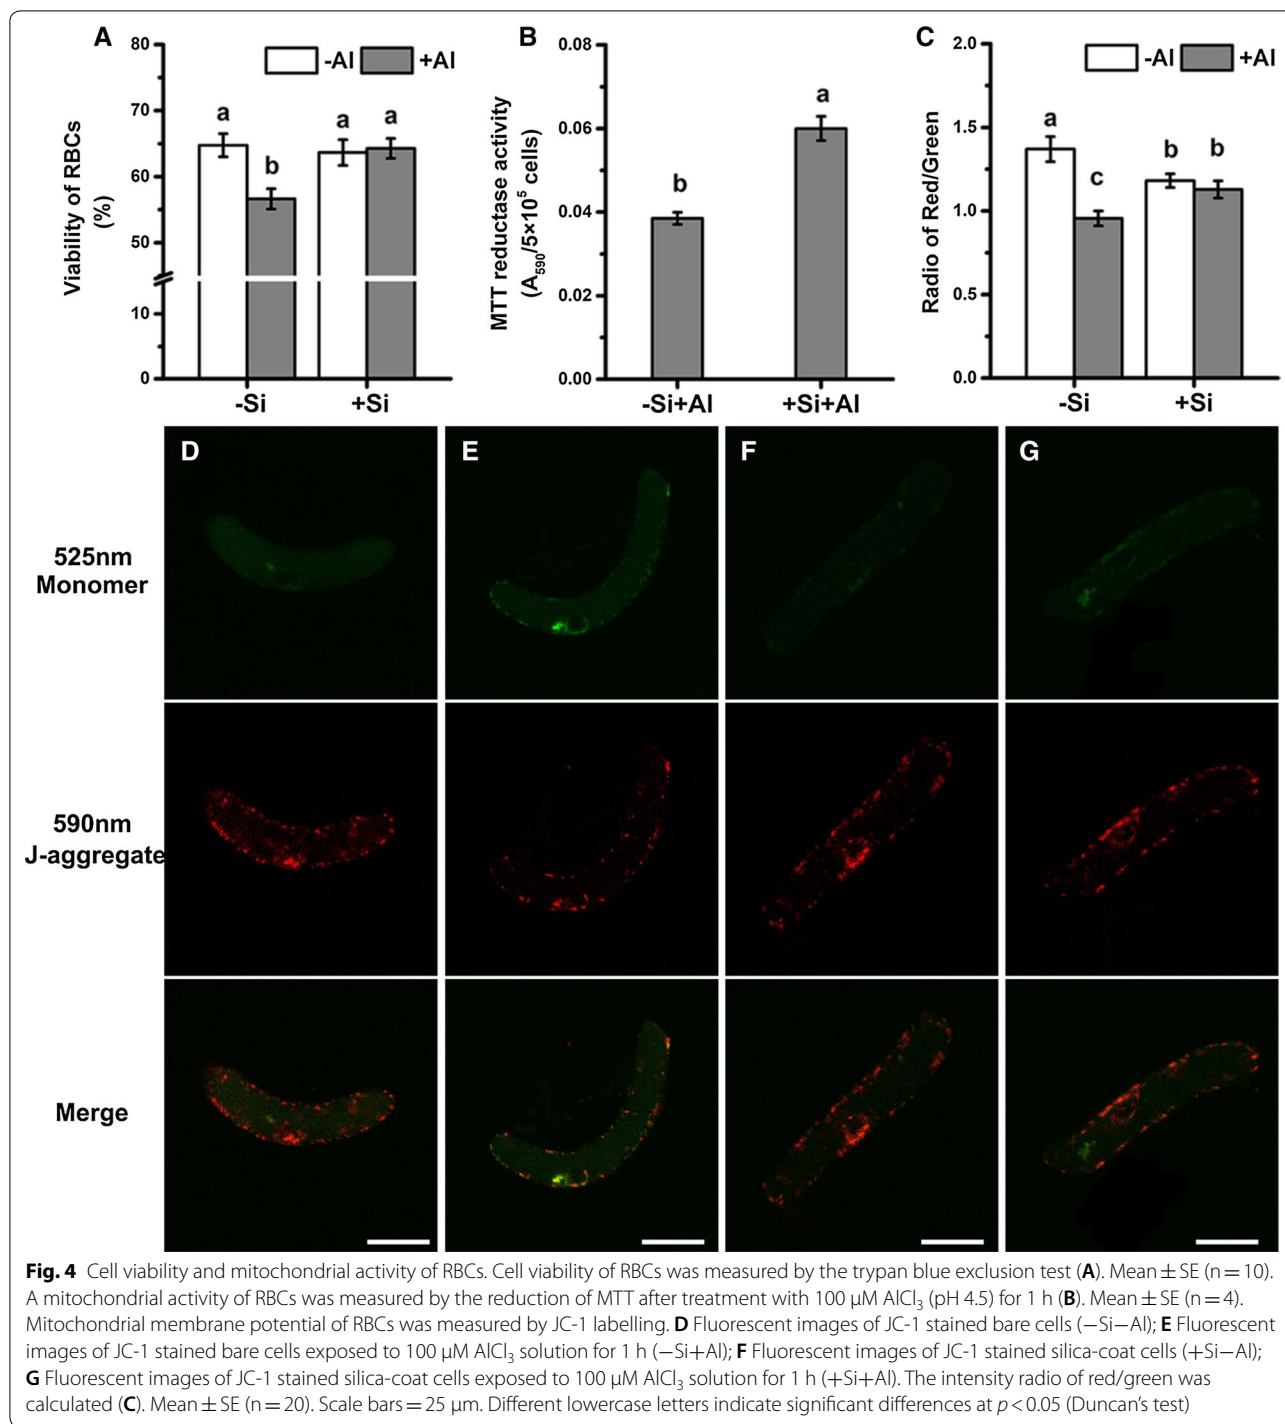 A
80
70
60
50
10
0
Viability of RBCs
(%)
-Al
+Al
a
b
a
a
-Si
+Si
B
0.08
0.06
0.04
0.02
0.00
MTT reductase activity
(A₅₉₀/5×10⁵ cells)
b
a
-Si+Al
+Si+Al
C
2.0
1.5
1.0
0.5
0.0
Radio of Red/Green
-Al
+Al
a
c
b
b
-Si
+Si
D
E
F
G
525nm
Monomer
590nm
J-aggregate
Merge
Fig. 4 Cell viability and mitochondrial activity of RBCs. Cell viability of RBCs was measured by the trypan blue exclusion test (A). Mean ± SE (n = 10).
A mitochondrial activity of RBCs was measured by the reduction of MTT after treatment with 100 μM AlCl₃ (pH 4.5) for 1 h (B). Mean ± SE (n = 4).
Mitochondrial membrane potential of RBCs was measured by JC-1 labelling. D Fluorescent images of JC-1 stained bare cells (−Si−Al); E Fluorescent
images of JC-1 stained bare cells exposed to 100 μM AlCl₃ solution for 1 h (−Si+Al); F Fluorescent images of JC-1 stained silica-coat cells (+Si−Al);
G Fluorescent images of JC-1 stained silica-coat cells exposed to 100 μM AlCl₃ solution for 1 h (+Si+Al). The intensity radio of red/green was
calculated (C). Mean ± SE (n = 20). Scale bars = 25 μm. Different lowercase letters indicate significant differences at p < 0.05 (Duncan's test)